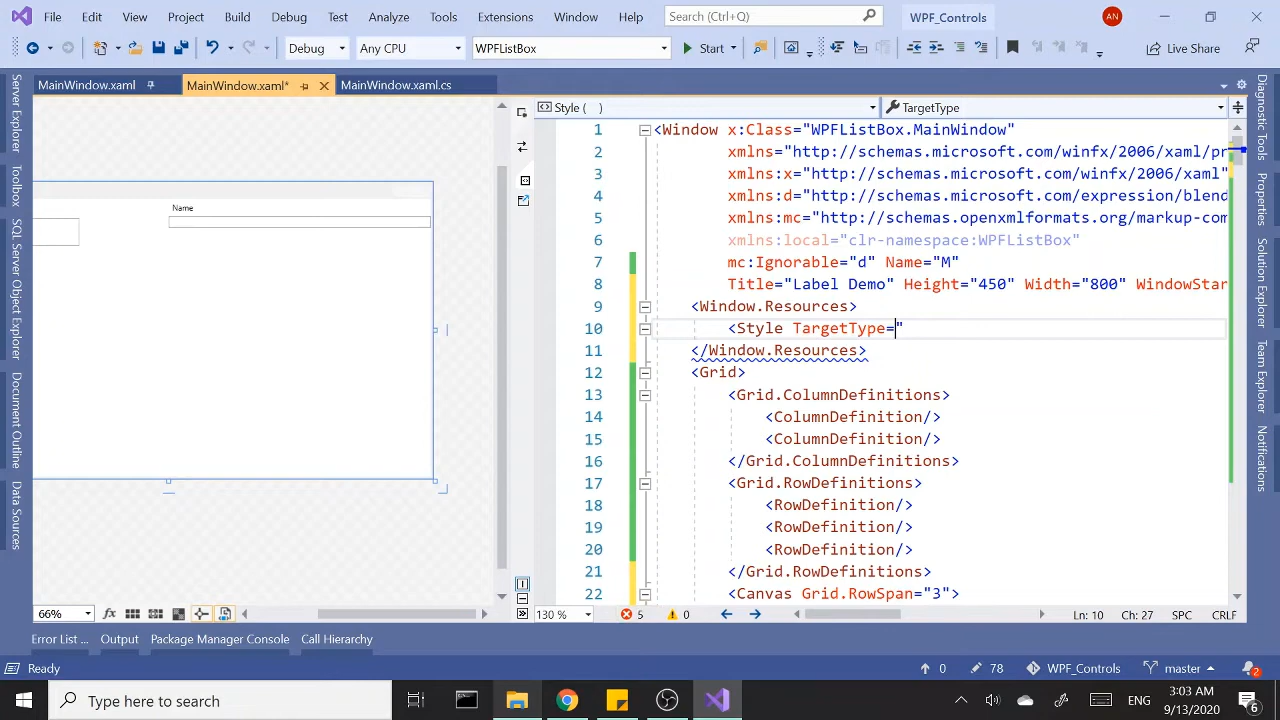 File Edit View Project Build Debug Test Analyze Tools Extensions Window Help Search (Ctrl+Q) WPF_Controls AN
Debug Any CPU WPFListBox Start Live Share
MainWindow.xaml MainWindow.xaml* MainWindow.xaml.cs
Style ( ) TargetType
Server Explorer
Toolbox
SQL Server Object Explorer
Document Outline
Data Sources
Name
1 <Window x:Class="WPFListBox.MainWindow"
2 xmlns="http://schemas.microsoft.com/winfx/2006/xaml/pr
3 xmlns:x="http://schemas.microsoft.com/winfx/2006/xaml"
4 xmlns:d="http://schemas.microsoft.com/expression/blend
5 xmlns:mc="http://schemas.openxmlformats.org/markup-com
6 xmlns:local="clr-namespace:WPFListBox"
7 mc:Ignorable="d" Name="M"
8 Title="Label Demo" Height="450" Width="800" WindowStar
9 <Window.Resources>
10 <Style TargetType="
11 </Window.Resources>
12 <Grid>
13 <Grid.ColumnDefinitions>
14 <ColumnDefinition/>
15 <ColumnDefinition/>
16 </Grid.ColumnDefinitions>
17 <Grid.RowDefinitions>
18 <RowDefinition/>
19 <RowDefinition/>
20 <RowDefinition/>
21 </Grid.RowDefinitions>
22 <Canvas Grid.RowSpan="3">
Diagnostic Tools
Properties
Solution Explorer
Team Explorer
Notifications
66% fx 130 % 5 0 Ln: 10 Ch: 27 SPC CRLF
Error List ... Output Package Manager Console Call Hierarchy
Ready 0 78 WPF_Controls master 2
Type here to search ENG :03 AM
9/13/2020 6